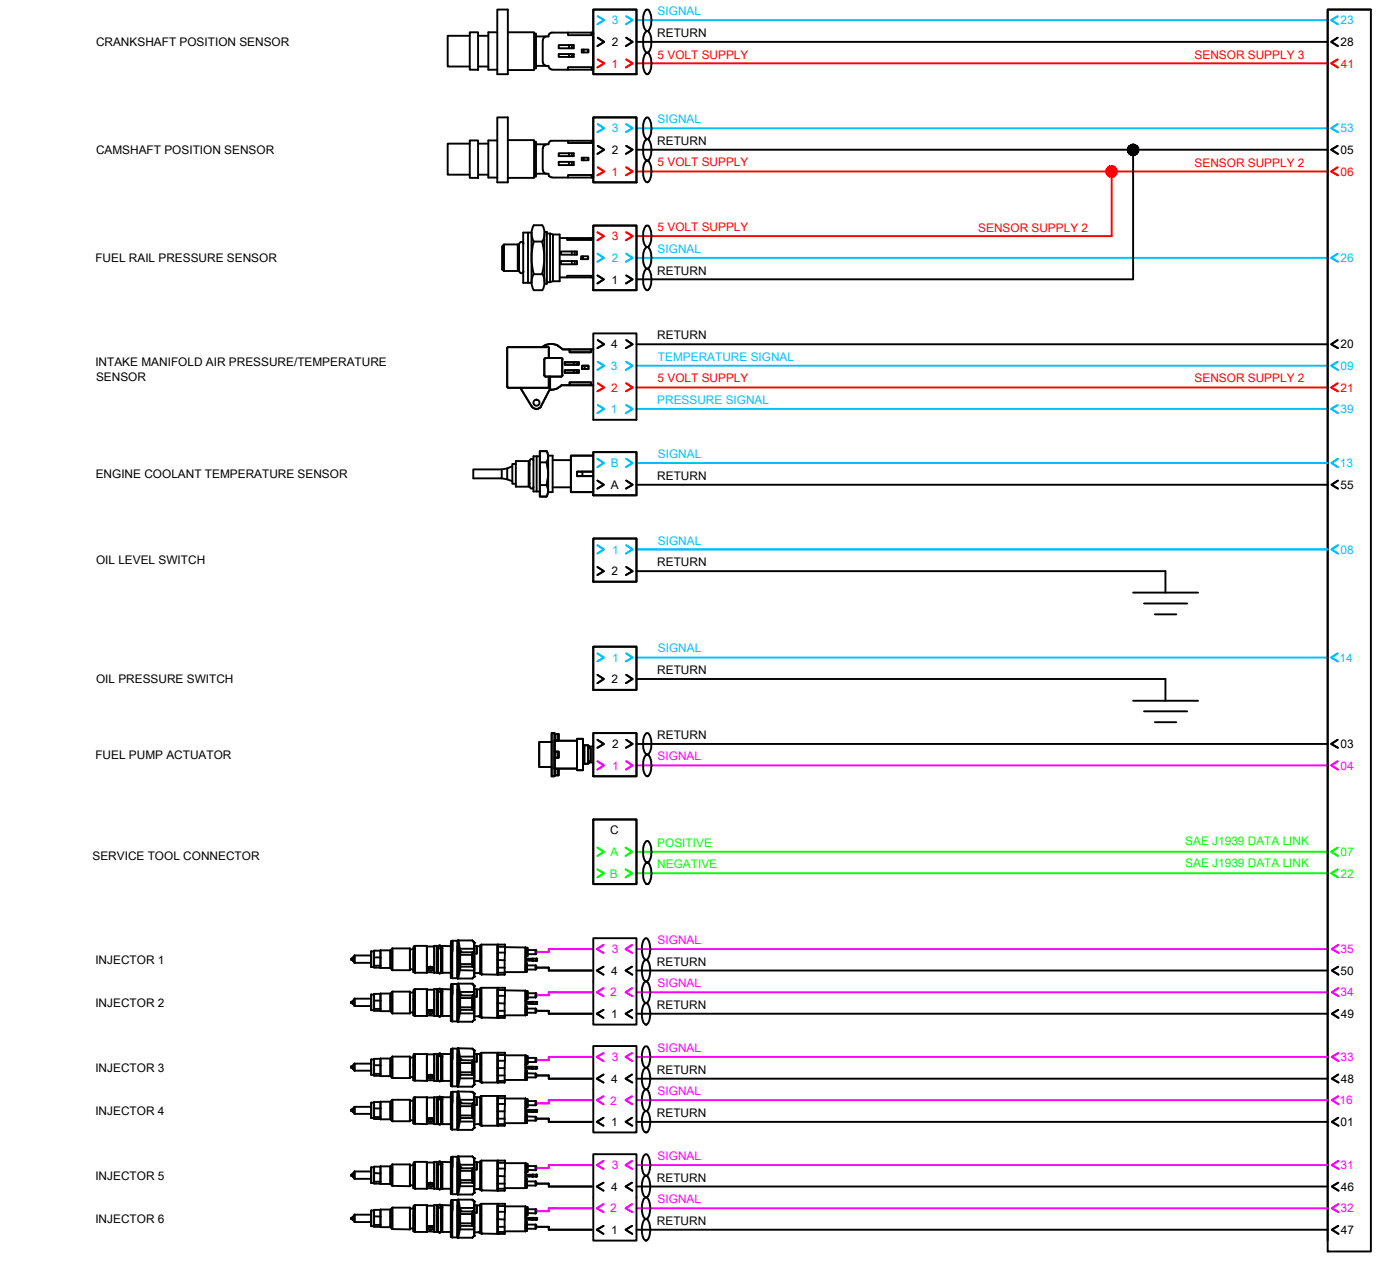 CRANKSHAFT POSITION SENSOR
3 SIGNAL 23
2 RETURN 28
1 5 VOLT SUPPLY SENSOR SUPPLY 3 41
CAMSHAFT POSITION SENSOR
3 SIGNAL 53
2 RETURN 05
1 5 VOLT SUPPLY SENSOR SUPPLY 2 06
FUEL RAIL PRESSURE SENSOR
3 5 VOLT SUPPLY SENSOR SUPPLY 2
2 SIGNAL 26
1 RETURN
INTAKE MANIFOLD AIR PRESSURE/TEMPERATURE
SENSOR
4 RETURN 20
3 TEMPERATURE SIGNAL 09
2 5 VOLT SUPPLY SENSOR SUPPLY 2 21
1 PRESSURE SIGNAL 39
ENGINE COOLANT TEMPERATURE SENSOR
B SIGNAL 13
A RETURN 55
OIL LEVEL SWITCH
1 SIGNAL 08
2 RETURN
OIL PRESSURE SWITCH
1 SIGNAL 14
2 RETURN
FUEL PUMP ACTUATOR
2 RETURN 03
1 SIGNAL 04
SERVICE TOOL CONNECTOR
C
A POSITIVE SAE J1939 DATA LINK 07
B NEGATIVE SAE J1939 DATA LINK 22
INJECTOR 1
3 SIGNAL 35
4 RETURN 50
INJECTOR 2
2 SIGNAL 34
1 RETURN 49
INJECTOR 3
3 SIGNAL 33
4 RETURN 48
INJECTOR 4
2 SIGNAL 16
1 RETURN 01
INJECTOR 5
3 SIGNAL 31
4 RETURN 46
INJECTOR 6
2 SIGNAL 32
1 RETURN 47